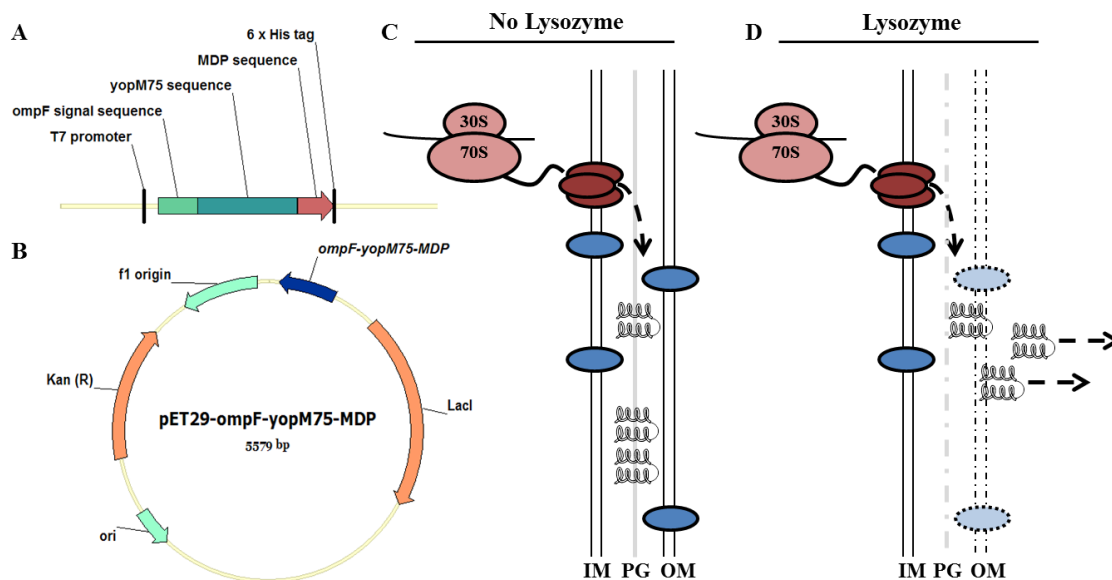 A
6 x His tag
MDP sequence
yopM75 sequence
ompF signal sequence
T7 promoter
B
ompF-yopM75-MDP
f1 origin
Kan (R)
LacI
pET29-ompF-yopM75-MDP
5579 bp
ori
C
No Lysozyme
30S
70S
IM PG OM
D
Lysozyme
30S
70S
IM PG OM